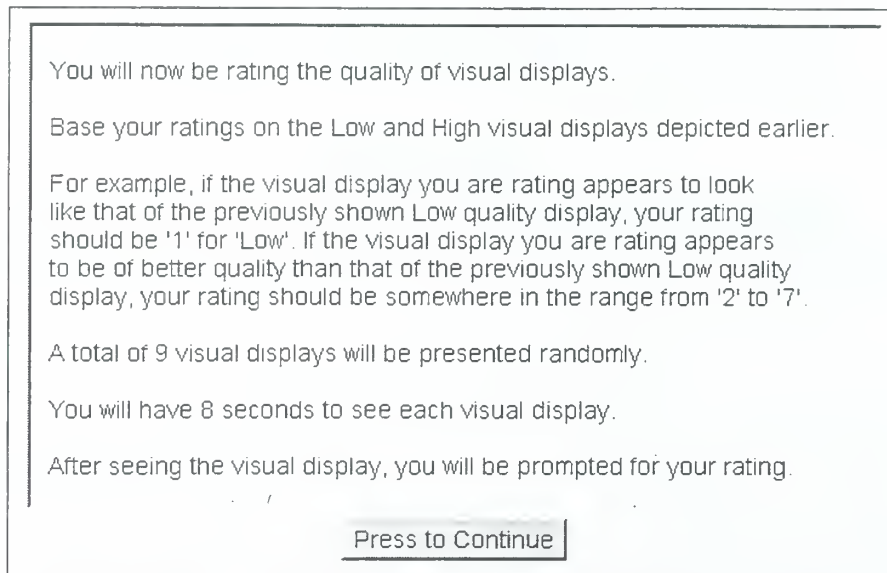 You will now be rating the quality of visual displays.
Base your ratings on the Low and High visual displays depicted earlier.
For example, if the visual display you are rating appears to look
like that of the previously shown Low quality display, your rating
should be '1' for 'Low'. If the visual display you are rating appears
to be of better quality than that of the previously shown Low quality
display, your rating should be somewhere in the range from '2' to '7'.
A total of 9 visual displays will be presented randomly.
You will have 8 seconds to see each visual display.
After seeing the visual display, you will be prompted for your rating.
Press to Continue